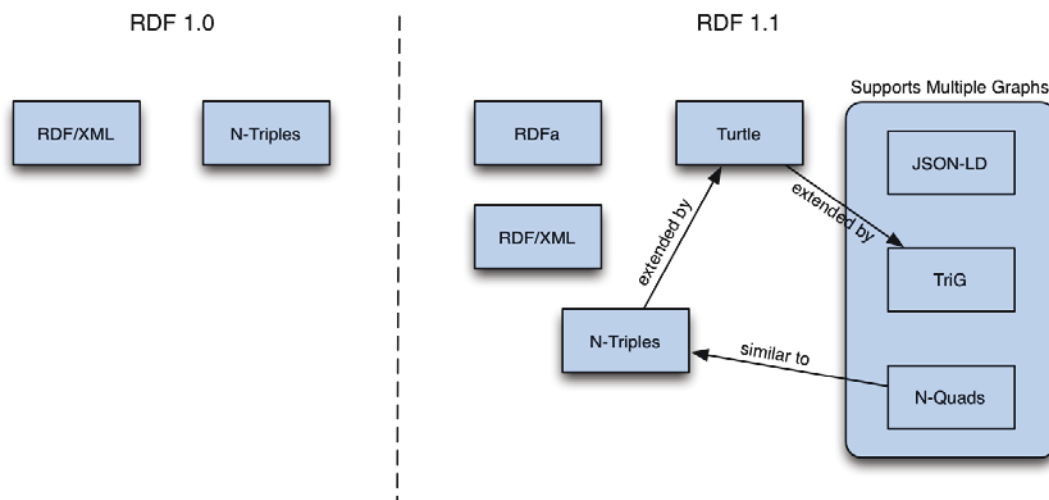 RDF 1.0
RDF 1.1
Supports Multiple Graphs
RDF/XML
N-Triples
RDFa
Turtle
JSON-LD
extended by
extended by
RDF/XML
TriG
N-Triples
similar to
N-Quads